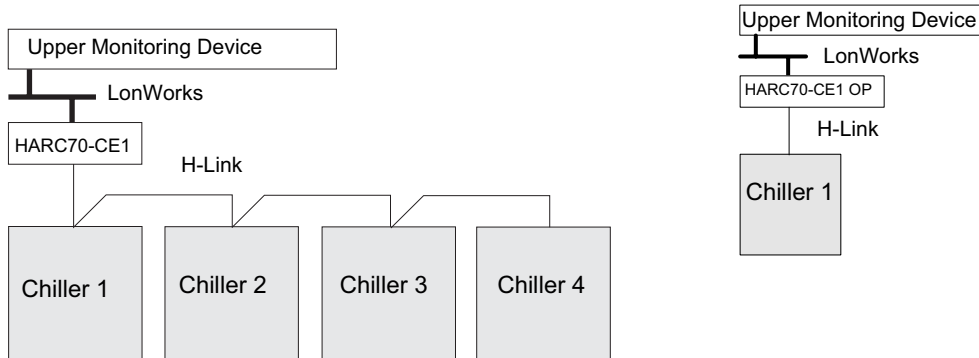 Upper Monitoring Device
LonWorks
HARC70-CE1
H-Link
Chiller 1
Chiller 2
Chiller 3
Chiller 4
Upper Monitoring Device
LonWorks
HARC70-CE1 OP
H-Link
Chiller 1